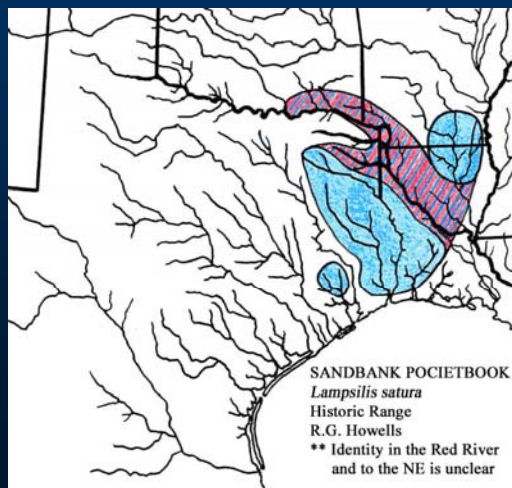 SANDBANK POCIETBOOK
Lampsilis satura
Historic Range
R.G. Howells
** Identity in the Red River
and to the NE is unclear